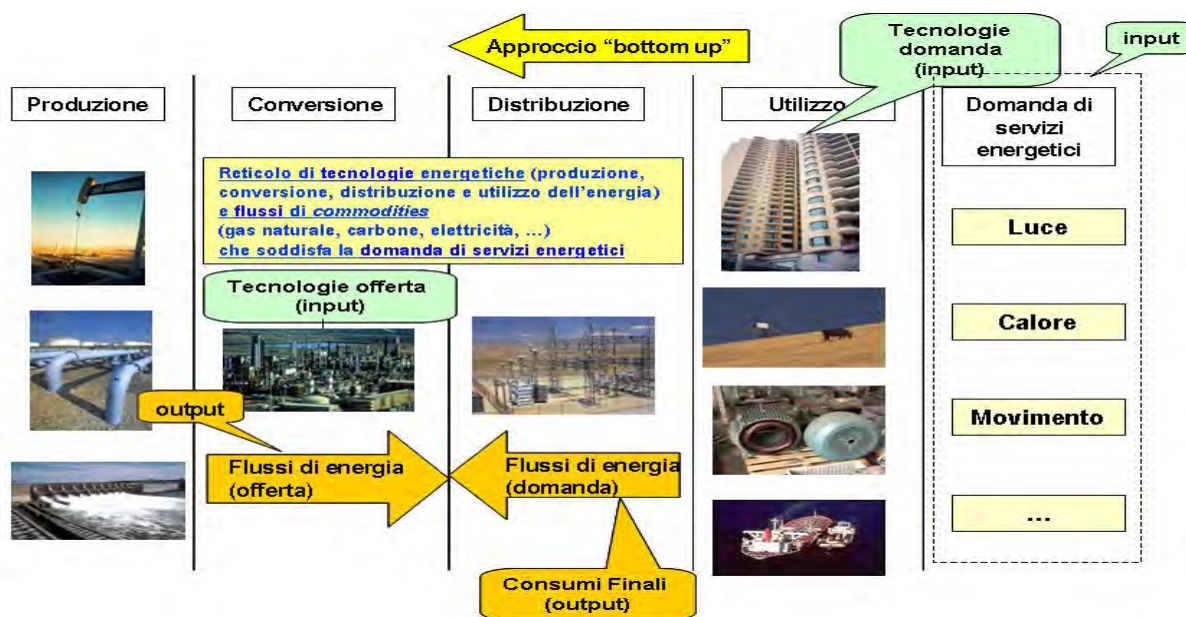 Approccio “bottom up”
Tecnologie
domanda
(input)
input
Produzione
Conversione
Distribuzione
Utilizzo
Domanda di
servizi
energetici
Reticolo di tecnologie energetiche (produzione,
conversione, distribuzione e utilizzo dell'energia)
e flussi di commodities
(gas naturale, carbone, elettricità, ...)
che soddisfa la domanda di servizi energetici
Luce
Tecnologie offerta
(input)
Calore
output
Movimento
Flussi di energia
(offerta)
Flussi di energia
(domanda)
...
Consumi Finali
(output)